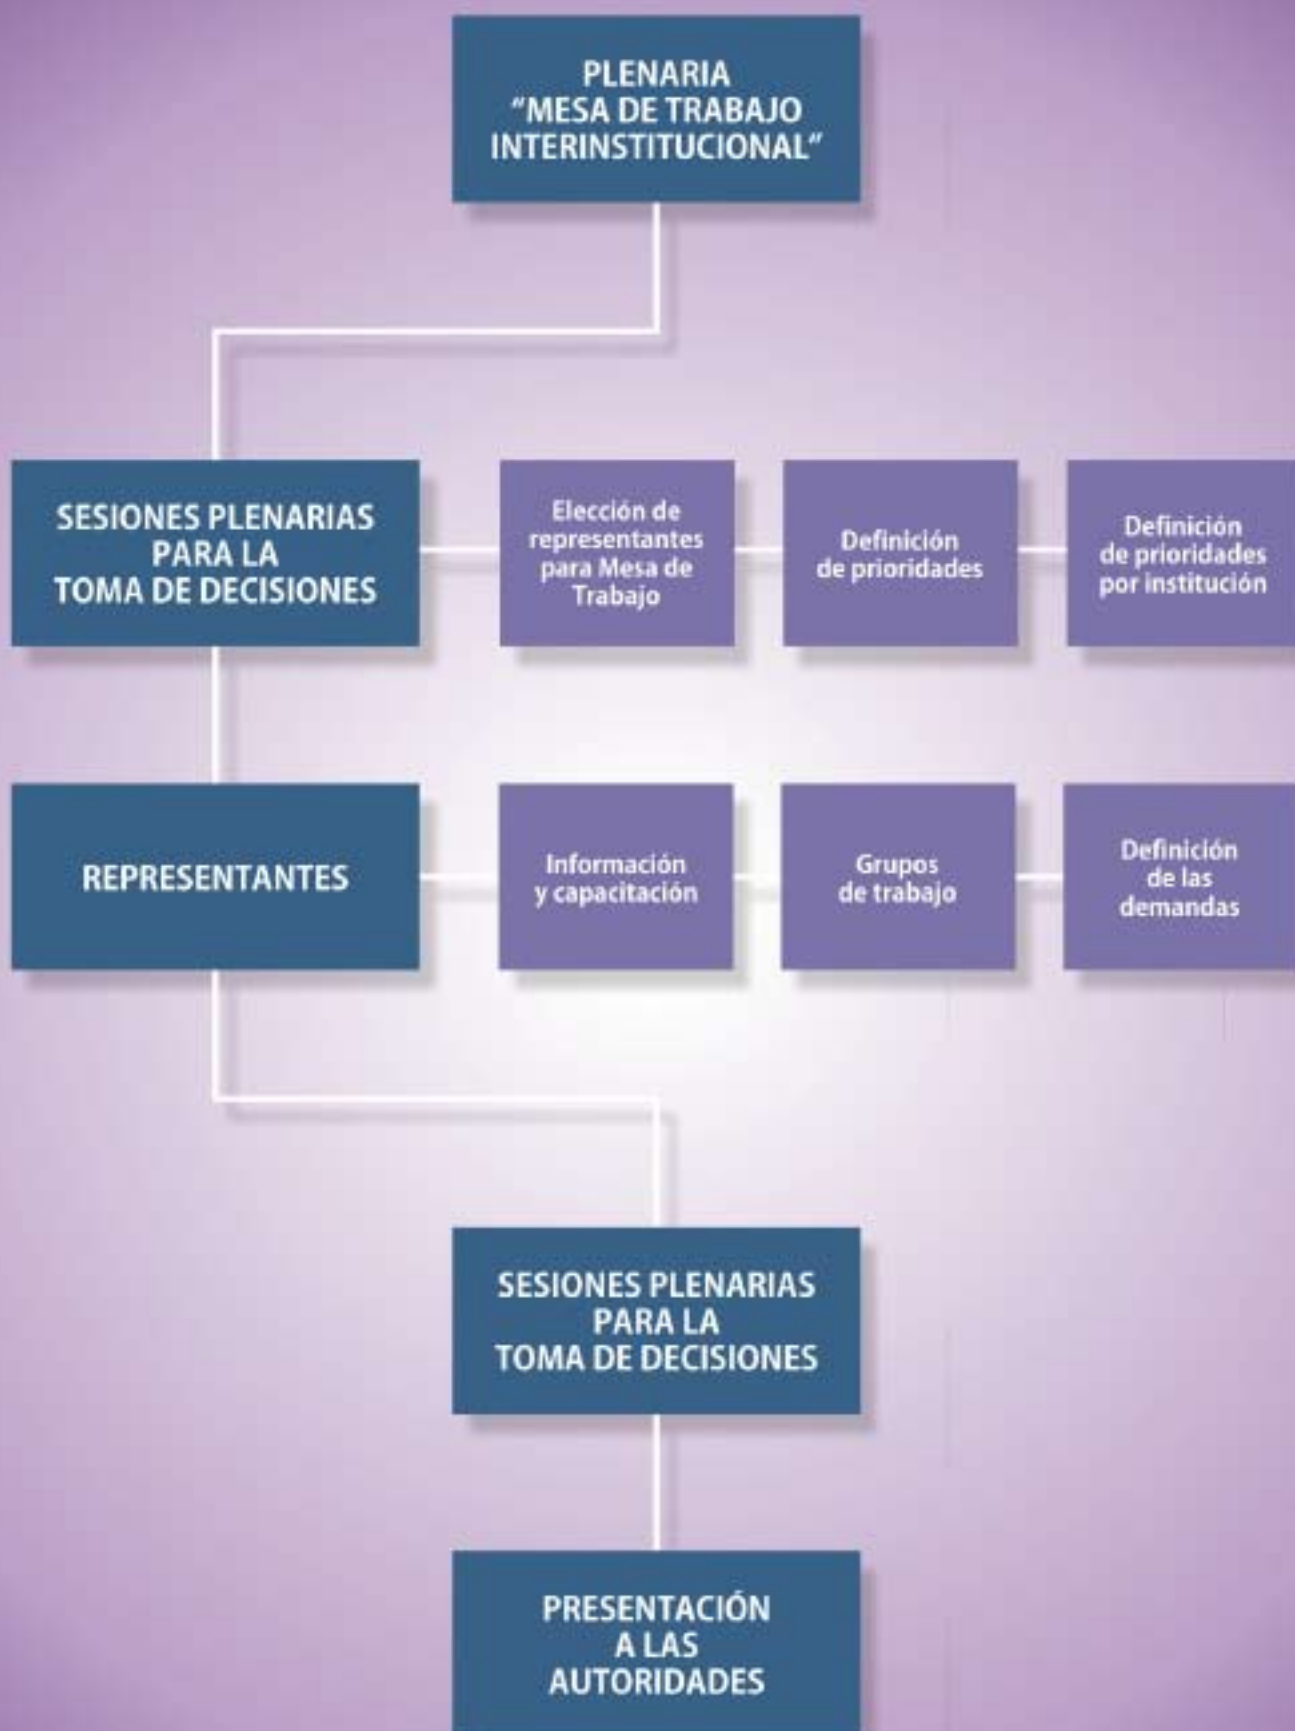 PLENARIA
"MESA DE TRABAJO
INTERINSTITUCIONAL"
SESIONES PLENARIAS
PARA LA
TOMA DE DECISIONES
Elección de
representantes
para Mesa de
Trabajo
Definición
de prioridades
Definición
de prioridades
por institución
REPRESENTANTES
Información
y capacitación
Grupos
de trabajo
Definición
de las
demandas
SESIONES PLENARIAS
PARA LA
TOMA DE DECISIONES
PRESENTACIÓN
A LAS
AUTORIDADES